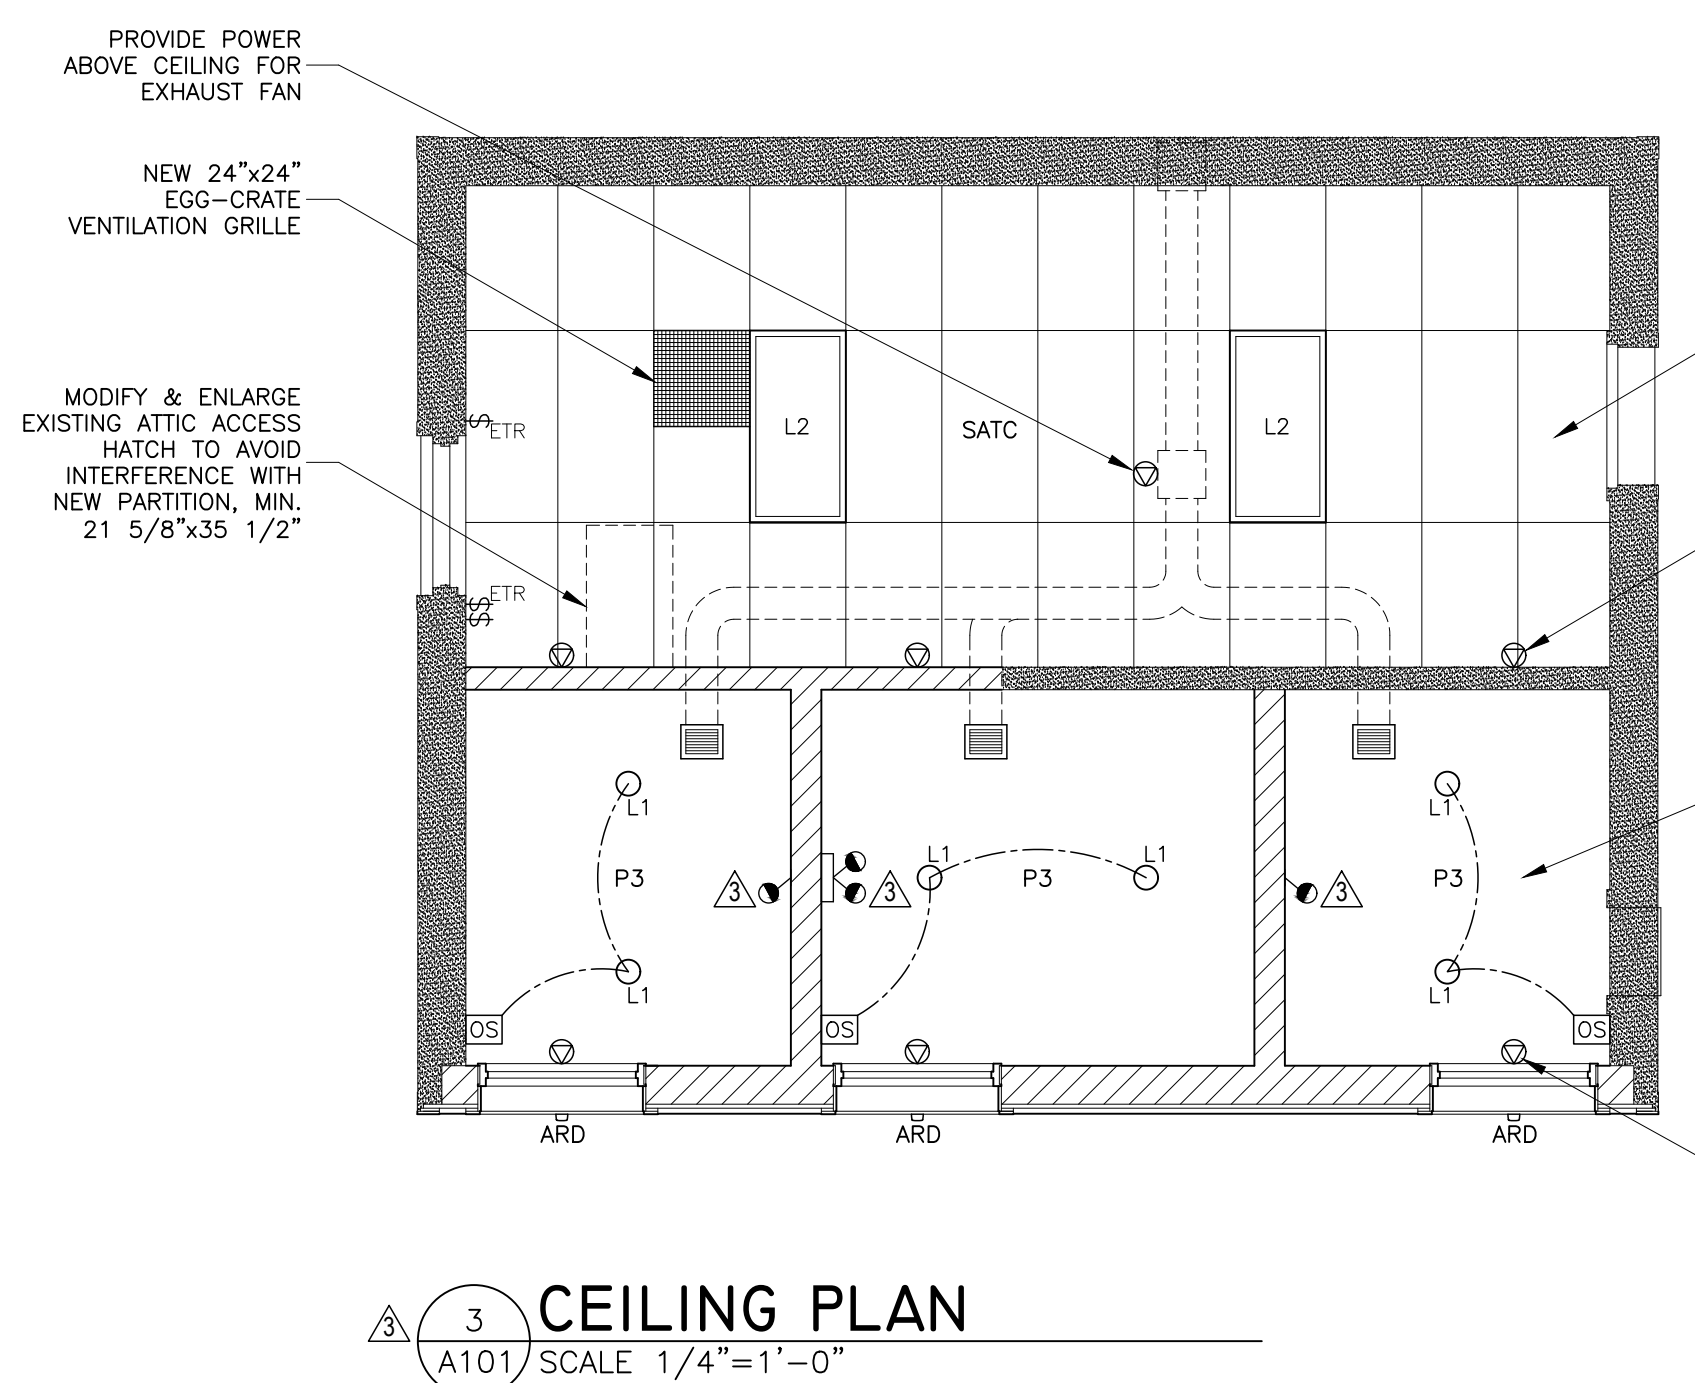 PROVIDE POWER
ABOVE CEILING FOR
EXHAUST FAN
NEW 24"x24"
EGG-CRATE
VENTILATION GRILLE
MODIFY & ENLARGE
EXISTING ATTIC ACCESS
HATCH TO AVOID
INTERFERENCE WITH
NEW PARTITION, MIN.
21 5/8"x35 1/2"
$ ETR
L2
SATC
L2
$$ ETR
L1
L1
L1
L1
L1
P3
3
3
P3
3
P3
L1
L1
OS
OS
OS
ARD
ARD
ARD
3
3
CEILING PLAN
A101
SCALE 1/4"=1'-0"